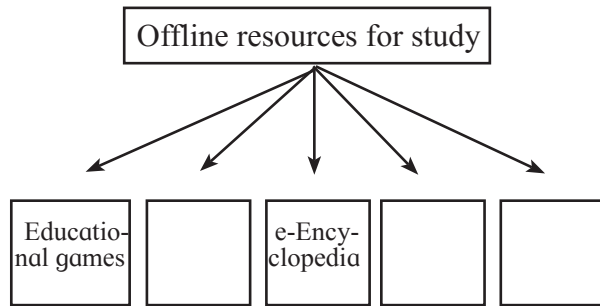 Offline resources for study
Educatio-
nal games
e-Ency-
clopedia